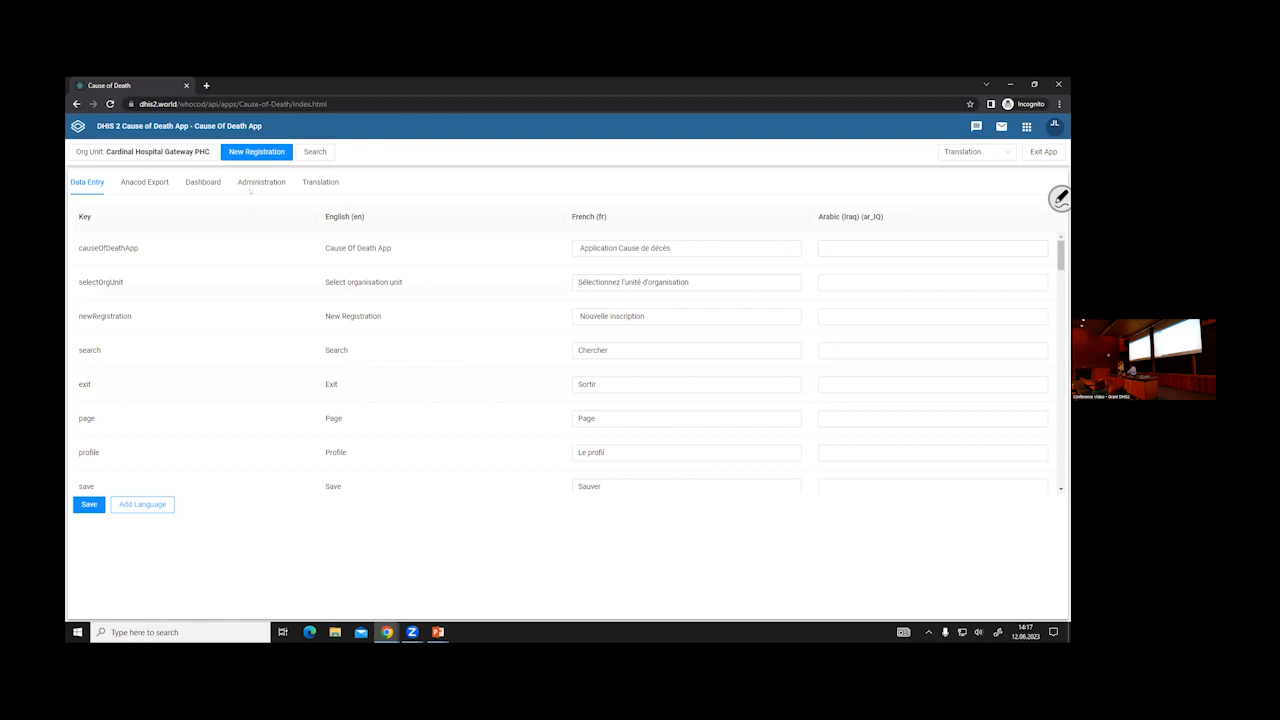 Cause of Death
dhis2.world/whocod/api/apps/Cause-of-Death/index.html
Incognito
DHIS 2 Cause of Death App - Cause Of Death App
JL
Org Unit: Cardinal Hospital Gateway PHC
New Registration
Search
Translation
Exit App
Data Entry
Anacod Export
Dashboard
Administration
Translation
Key
English (en)
French (fr)
Arabic (Iraq) (ar_IQ)
causeOfDeathApp
Cause Of Death App
Application Cause de décès
selectOrgUnit
Select organisation unit
Sélectionnez l'unité d'organisation
newRegistration
New Registration
Nouvelle inscription
search
Search
Chercher
exit
Exit
Sortir
page
Page
Page
profile
Profile
Le profil
save
Save
Sauver
Save
Add Language
Conference Video - Grant DHIS2
Type here to search
14:17
12.06.2023